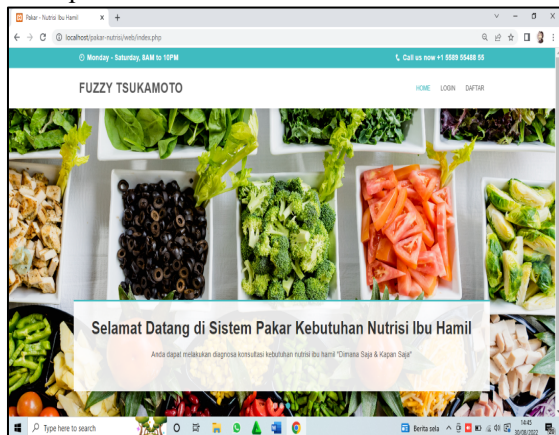 Pakar - Nutrisi Ibu Hamil
localhost/pakar-nutrisi/web/index.php
Monday - Saturday, 8AM to 10PM
Call us now +1 5589 55488 55
FUZZY TSUKAMOTO
HOME LOGIN DAFTAR
Selamat Datang di Sistem Pakar Kebutuhan Nutrisi Ibu Hamil
Anda dapat melakukan diagnosa konsultasi kebutuhan nutrisi ibu hamil "Dimana Saja & Kapan Saja"
Type here to search
Berita sela
14:45
30/08/2022